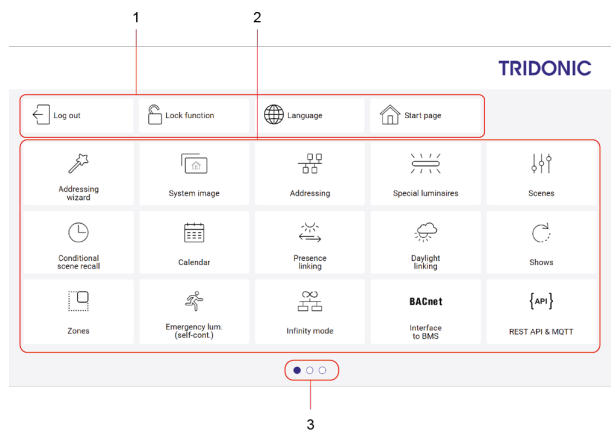 1
2
TRIDONIC
Log out
Lock function
Language
Start page
Addressing
wizard
System image
Addressing
Special luminaires
Scenes
Conditional
scene recall
Calendar
Presence
linking
Daylight
linking
Shows
Zones
Emergency lum.
(self-cont.)
Infinity mode
BACnet
Interface
to BMS
{API}
REST API & MQTT
3